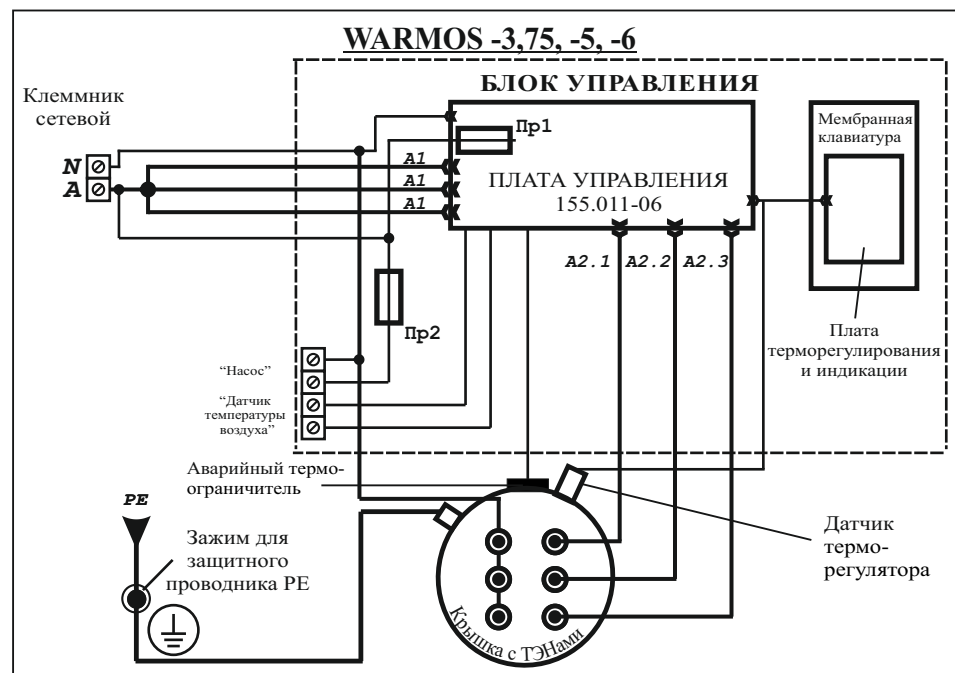 WARMOS -3,75, -5, -6
БЛОК УПРАВЛЕНИЯ
Клеммник
сетевой
N
A
Пр1
A1
A1
A1
ПЛАТА УПРАВЛЕНИЯ
155.011-06
Мембранная
клавиатура
A2.1
A2.2
A2.3
Пр2
Плата
терморегулирования
и индикации
“Насос”
“Датчик
температуры
воздуха”
Аварийный термо-
ограничитель
PE
Зажим для
защитного
проводника PE
Датчик
термо-
регулятора
Крышка с ТЭНами